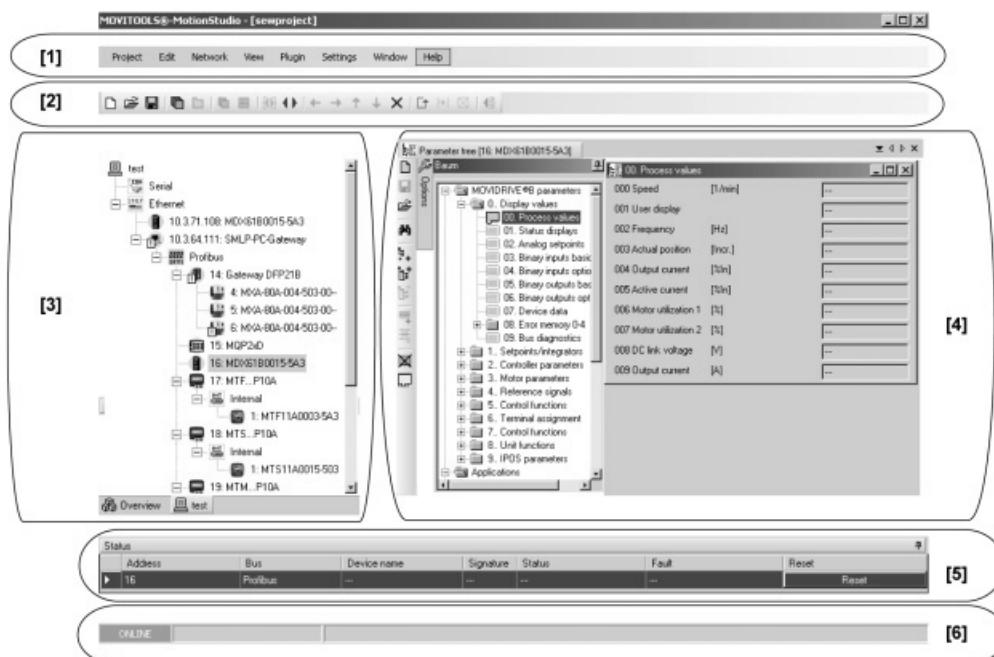 MOVITOOLS®-MotionStudio - [sewproject]
[1]
Project Edit Network View Plugin Settings Window Help
[2]
[3]
test
Serial
Ethernet
10.3.71.108: MDX61B0015-5A3
10.3.64.111: SMLP-PC-Gateway
Profibus
14: Gateway DFP21B
4: MXA-80A-004-503-00--
5: MXA-80A-004-503-00--
6: MXA-80A-004-503-00--
15: MQP2xD
16: MDX61B0015-5A3
17: MTF...P10A
Internal
1: MTF11A0003-5A3
18: MTS...P10A
Internal
1: MTS11A0015-503
19: MTM...P10A
Overview test
[4]
Parameter tree [16: MDX61B0015-5A3]
Options
Baum
MOVIDRIVE®B parameters
0.. Display values
00. Process values
01. Status displays
02. Analog setpoints
03. Binary inputs basic
04. Binary inputs optio
05. Binary outputs bas
06. Binary outputs opt
07. Device data
08. Error memory 0-4
09. Bus diagnostics
1.. Setpoints/integrators
2.. Controller parameters
3.. Motor parameters
4.. Reference signals
5.. Control functions
6.. Terminal assignment
7.. Control functions
8.. Unit functions
9.. IPOS parameters
Applications
00. Process values
000 Speed [1/min] --
001 User display --
002 Frequency [Hz] --
003 Actual position [Incr.] --
004 Output current [%In] --
005 Active current [%In] --
006 Motor utilization 1 [%] --
007 Motor utilization 2 [%] --
008 DC link voltage [V] --
009 Output current [A] --
[5]
Status
Address Bus Device name Signature Status Fault Reset
16 Profibus --- --- --- --- Reset
[6]
ONLINE